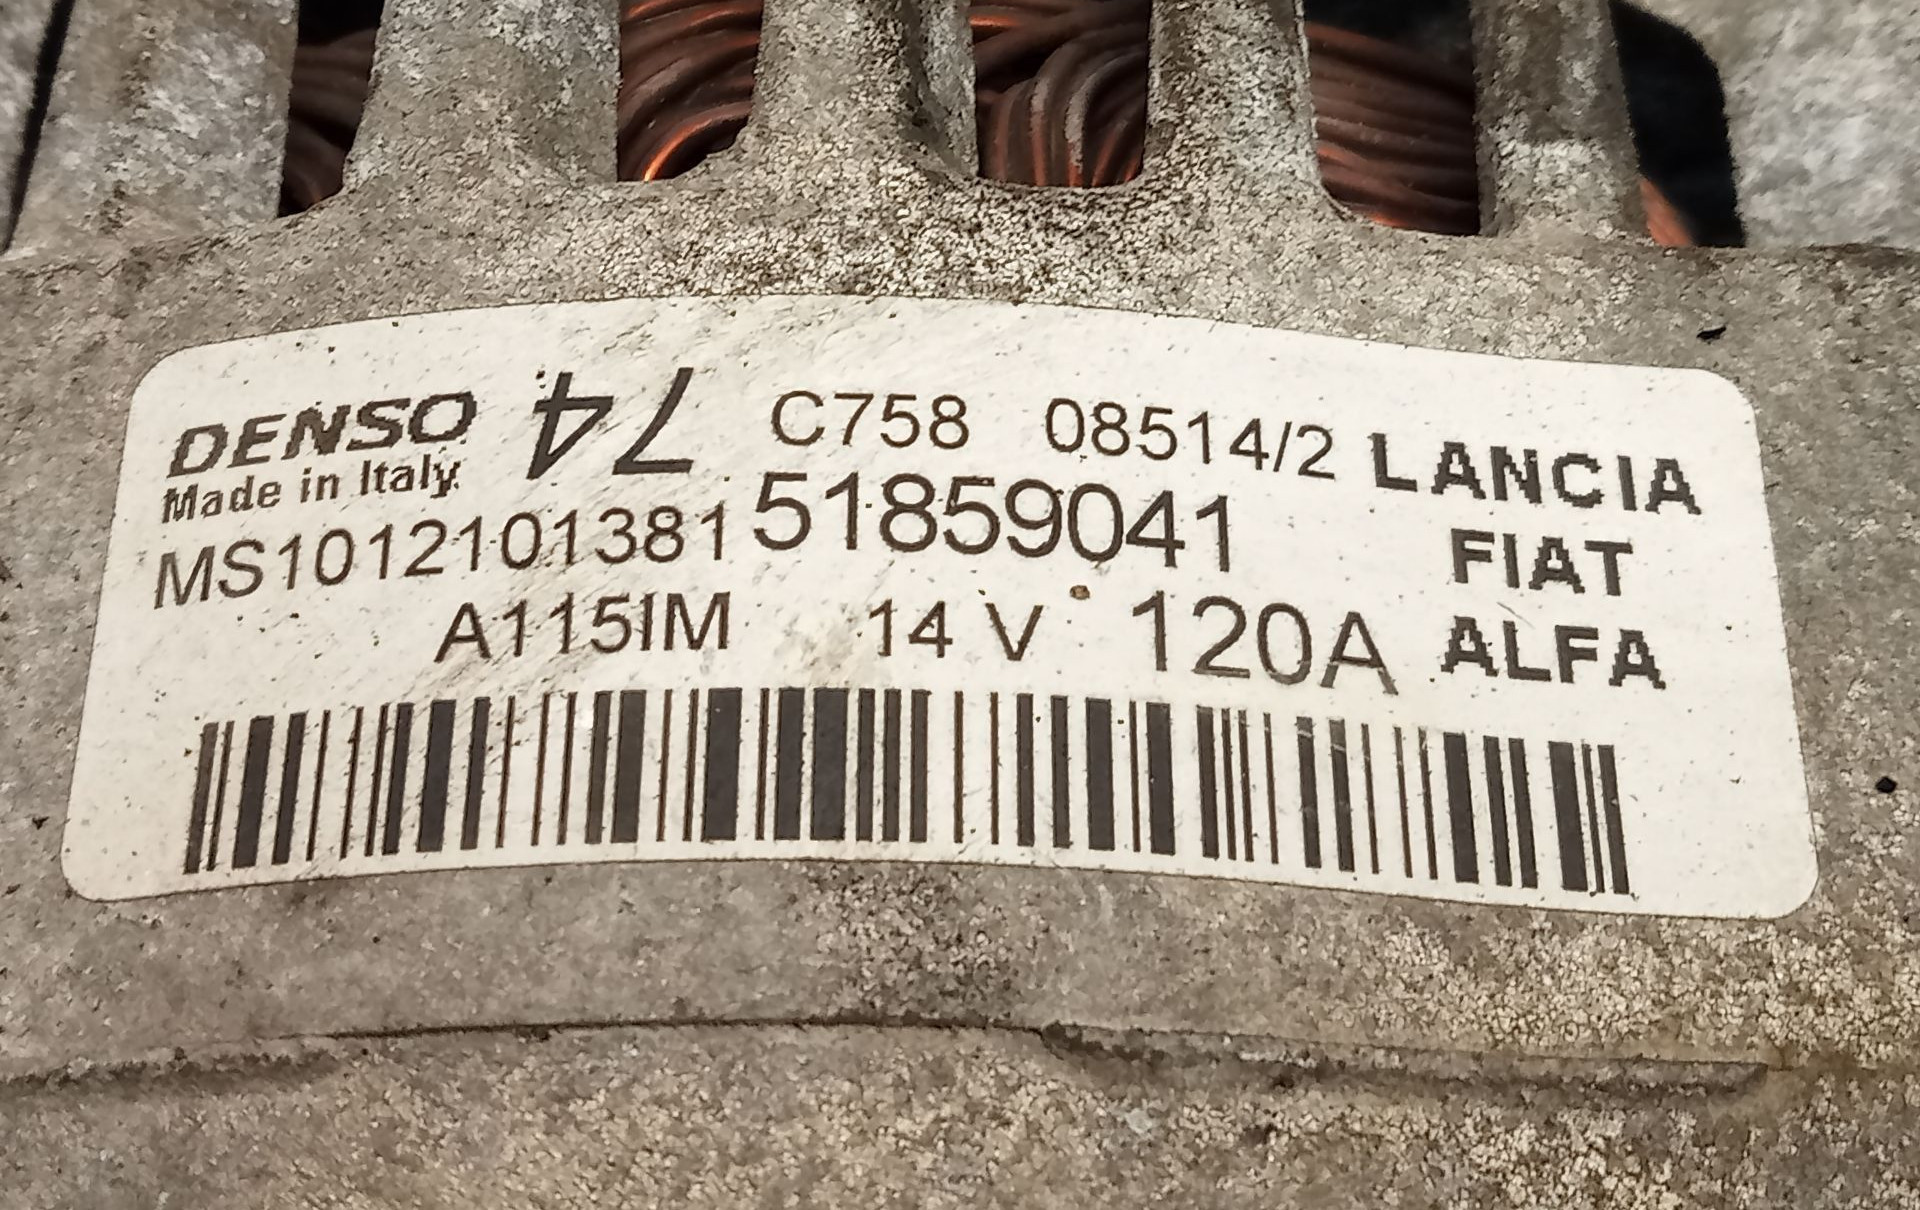 DENSO 74 C758 08514/2 LANCIA
Made in Italy
MS1012101381 51859041 FIAT
A115IM 14 V 120A ALFA